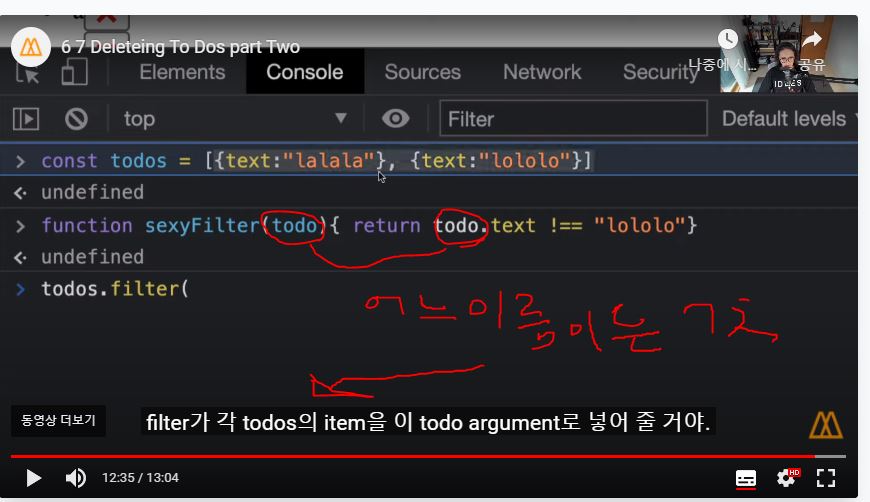 6 7 Deleteing To Dos part Two
나중에 시... 공유
Elements Console Sources Network Security
top Filter Default levels
> const todos = [{text:"lalala"}, {text:"lololo"}]
undefined
> function sexyFilter(todo){ return todo.text !== "lololo"}
undefined
> todos.filter(
어느이름이든
동영상 더보기
filter가 각 todos의 item을 이 todo argument로 넣어 줄 거야.
12:35 / 13:04
HD